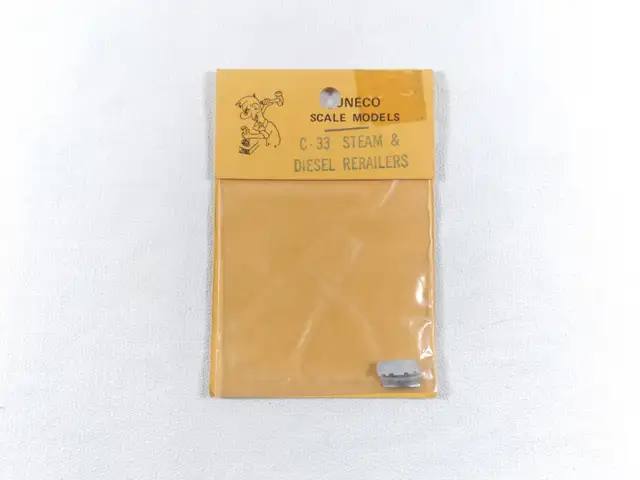 UNECO
SCALE MODELS
C-33 STEAM &
DIESEL RERAILERS